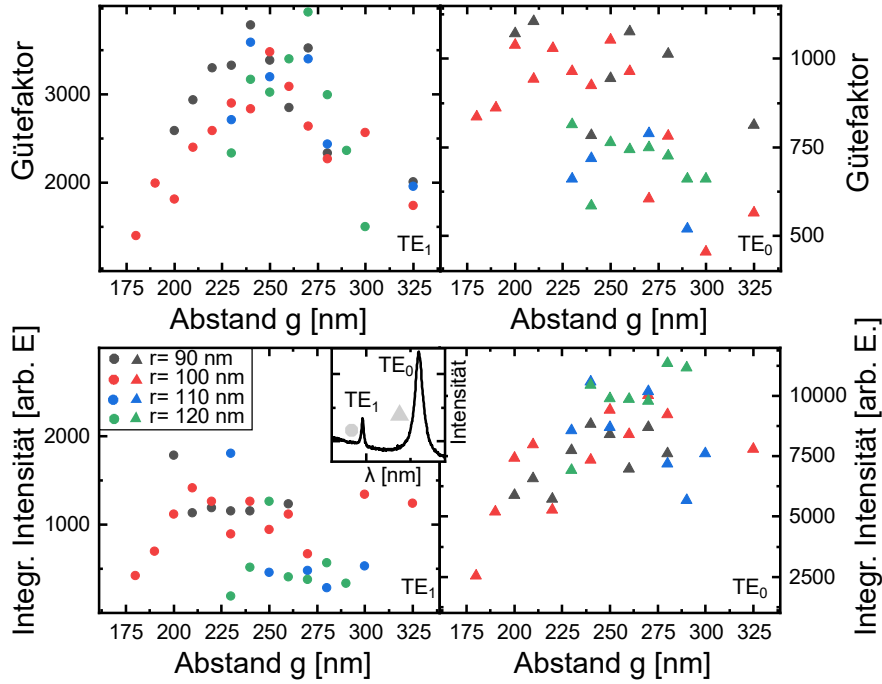 Gütefaktor
3000
2000
TE1
175 200 225 250 275 300 325
Abstand g [nm]
1000
750
500
Gütefaktor
TE0
175 200 225 250 275 300 325
Abstand g [nm]
Integr. Intensität [arb. E]
2000
1000
r= 90 nm
r= 100 nm
r= 110 nm
r= 120 nm
TE0
TE1
Intensität
λ [nm]
TE1
175 200 225 250 275 300 325
Abstand g [nm]
10000
7500
5000
2500
Integr. Intensität [arb. E.]
TE0
175 200 225 250 275 300 325
Abstand g [nm]